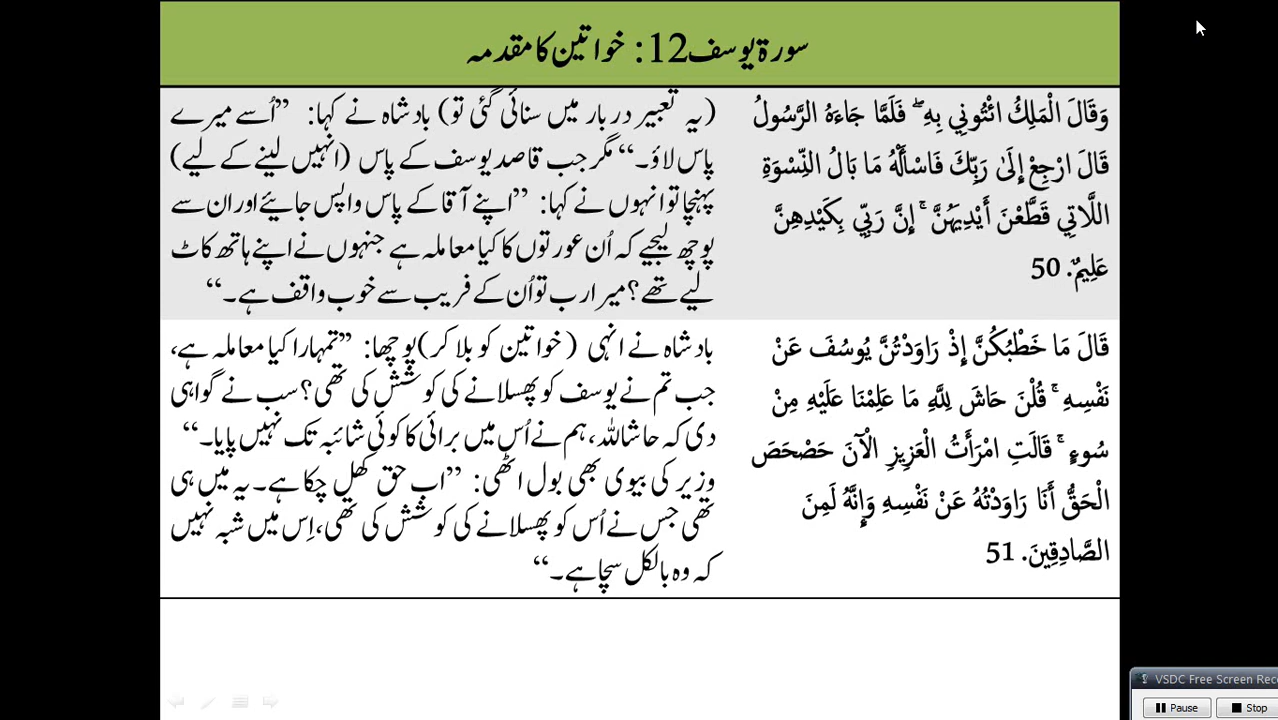 سورۃ یوسف 12: خواتین کا مقدمہ
وَقَالَ الْمَلِكُ ائْتُونِي بِهِ ۖ فَلَمَّا جَاءَهُ الرَّسُولُ
قَالَ ارْجِعْ إِلَىٰ رَبِّكَ فَاسْأَلْهُ مَا بَالُ النِّسْوَةِ
اللَّاتِي قَطَّعْنَ أَيْدِيَهُنَّ ۚ إِنَّ رَبِّي بِكَيْدِهِنَّ
عَلِيمٌ. 50
(یہ تعبیر دربار میں سنائی گئی تو) بادشاہ نے کہا: ”اُسے میرے
پاس لاؤ۔“ مگر جب قاصد یوسف کے پاس (انہیں لینے کے لیے)
پہنچا تو انہوں نے کہا: ”اپنے آقا کے پاس واپس جایئے اور ان سے
پوچھ لیجیے کہ اُن عورتوں کا کیا معاملہ ہے جنہوں نے اپنے ہاتھ کاٹ
لیے تھے؟ میرا رب تو اُن کے فریب سے خوب واقف ہے۔“
قَالَ مَا خَطْبُكُنَّ إِذْ رَاوَدْتُنَّ يُوسُفَ عَنْ
نَفْسِهِ ۚ قُلْنَ حَاشَ لِلَّهِ مَا عَلِمْنَا عَلَيْهِ مِنْ
سُوءٍ ۚ قَالَتِ امْرَأَتُ الْعَزِيزِ الْآنَ حَصْحَصَ
الْحَقُّ أَنَا رَاوَدْتُهُ عَنْ نَفْسِهِ وَإِنَّهُ لَمِنَ
الصَّادِقِينَ. 51
بادشاہ نے انہی (خواتین کو بلا کر) پوچھا: ”تمہارا کیا معاملہ ہے،
جب تم نے یوسف کو پھسلانے کی کوشش کی تھی؟ سب نے گواہی
دی کہ حاشاللہ، ہم نے اُس میں برائی کا کوئی شائبہ تک نہیں پایا۔“
وزیر کی بیوی بھی بول اٹھی: ”اب حق کھل چکا ہے۔ یہ میں ہی
تھی جس نے اُس کو پھسلانے کی کوشش کی تھی، اِس میں شبہ نہیں
کہ وہ بالکل سچا ہے۔“
VSDC Free Screen Rec
Pause Stop